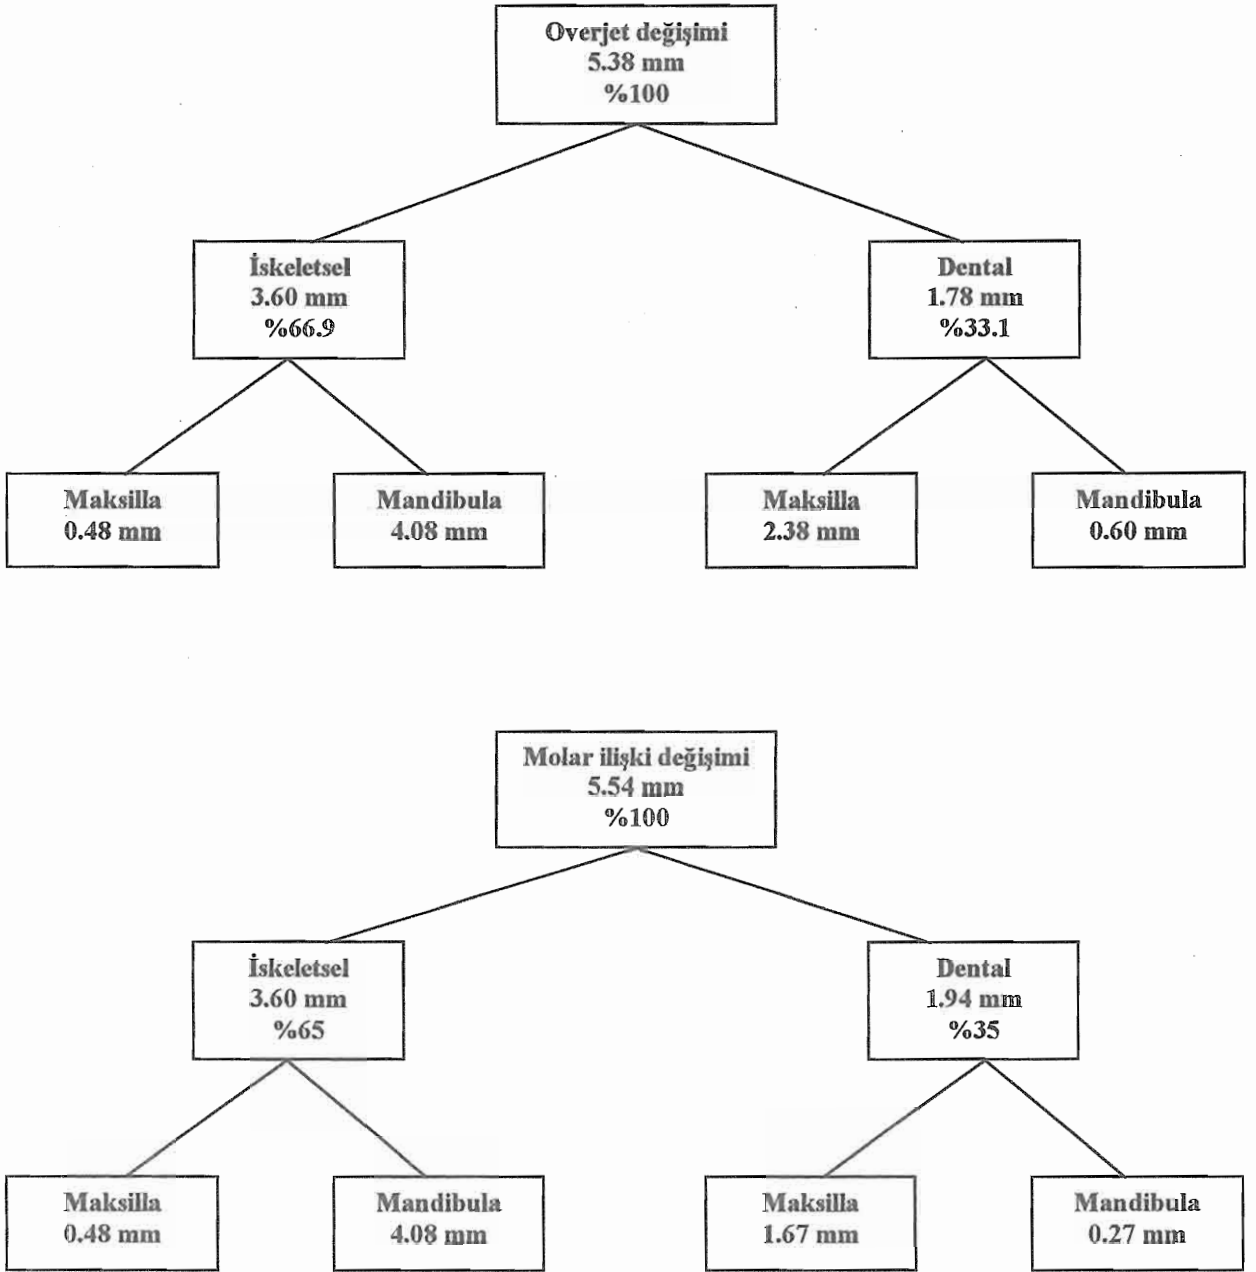 Overjet değişimi
5.38 mm
%100
İskeletsel
3.60 mm
%66.9
Dental
1.78 mm
%33.1
Maksilla
0.48 mm
Mandibula
4.08 mm
Maksilla
2.38 mm
Mandibula
0.60 mm
Molar ilişki değişimi
5.54 mm
%100
İskeletsel
3.60 mm
%65
Dental
1.94 mm
%35
Maksilla
0.48 mm
Mandibula
4.08 mm
Maksilla
1.67 mm
Mandibula
0.27 mm